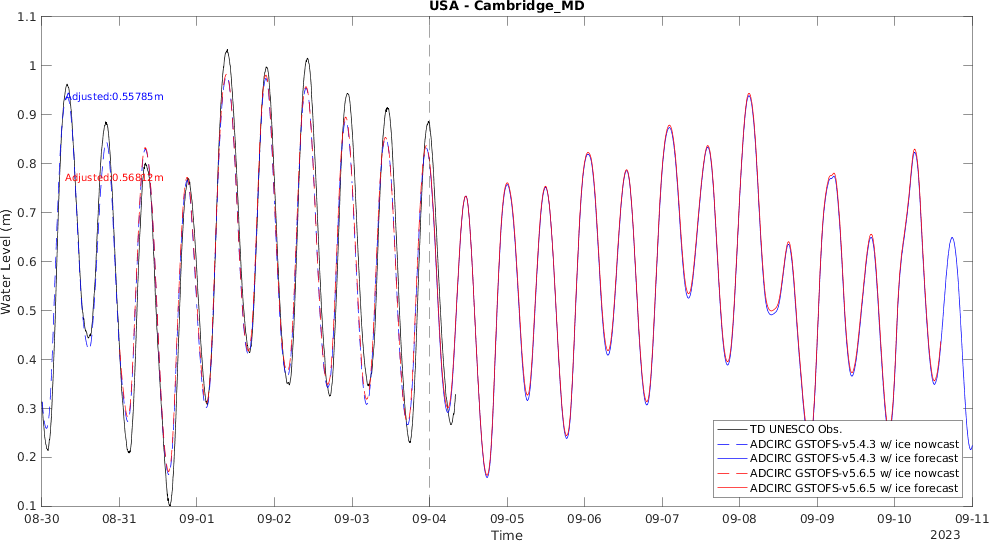 USA - Cambridge_MD
1.1
1
0.9
0.8
0.7
0.6
0.5
0.4
0.3
0.2
0.1
Water Level (m)
Adjusted:0.55785m
Adjusted:0.56812m
TD UNESCO Obs.
ADCIRC GSTOFS-v5.4.3 w/ ice nowcast
ADCIRC GSTOFS-v5.4.3 w/ ice forecast
ADCIRC GSTOFS-v5.6.5 w/ ice nowcast
ADCIRC GSTOFS-v5.6.5 w/ ice forecast
08-30 08-31 09-01 09-02 09-03 09-04 09-05 09-06 09-07 09-08 09-09 09-10 09-11
Time
2023